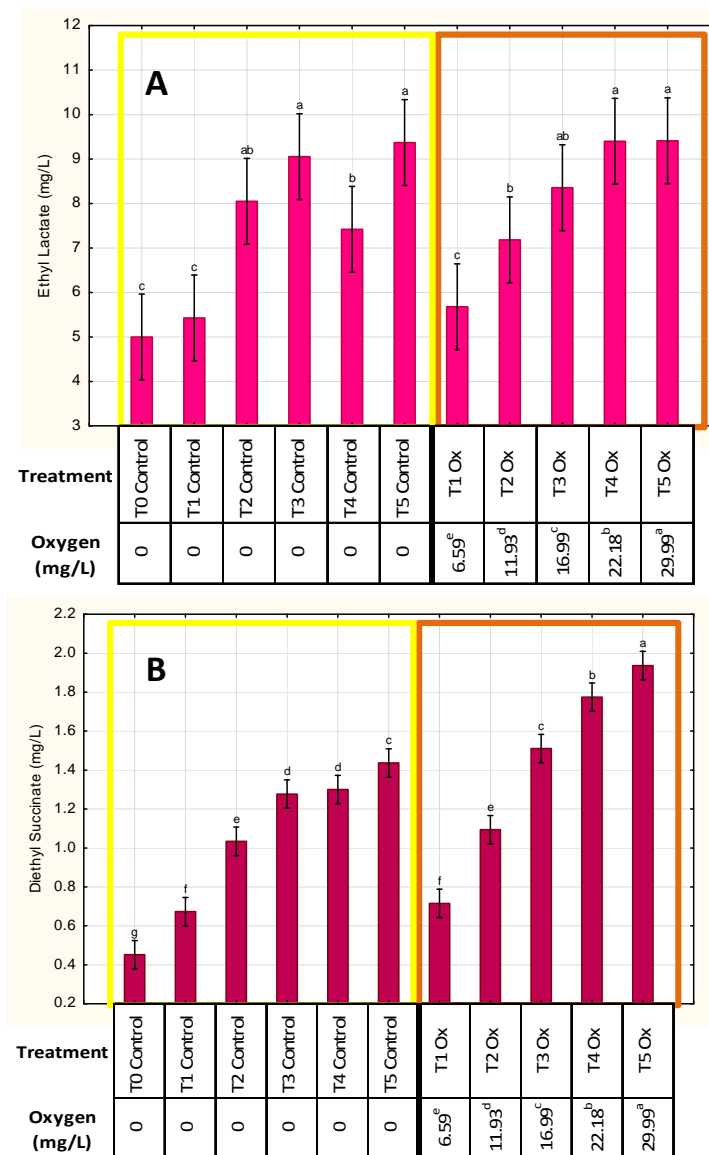 12
11
10
9
8
7
6
5
4
3
Ethyl Lactate (mg/L)
A
c
c
ab
a
b
a
c
b
ab
a
a
Treatment
T0 Control
T1 Control
T2 Control
T3 Control
T4 Control
T5 Control
T1 Ox
T2 Ox
T3 Ox
T4 Ox
T5 Ox
Oxygen
(mg/L)
0
0
0
0
0
0
6.59e
11.93d
16.99c
22.18b
29.99a
2.2
2.0
1.8
1.6
1.4
1.2
1.0
0.8
0.6
0.4
0.2
Diethyl Succinate (mg/L)
B
g
f
e
d
d
c
f
e
c
b
a
Treatment
T0 Control
T1 Control
T2 Control
T3 Control
T4 Control
T5 Control
T1 Ox
T2 Ox
T3 Ox
T4 Ox
T5 Ox
Oxygen
(mg/L)
0
0
0
0
0
0
6.59e
11.93d
16.99c
22.18b
29.99a